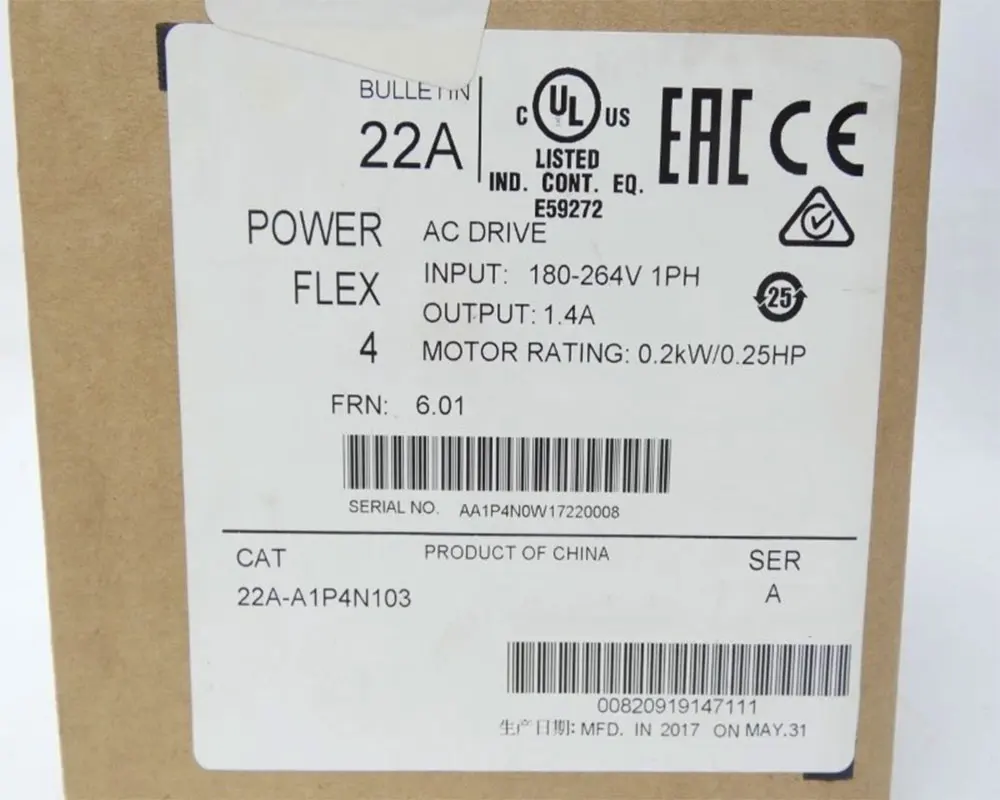 BULLETIN
22A
C UL US
LISTED
IND. CONT. EQ.
E59272
EAC CE
POWER
FLEX
4
AC DRIVE
INPUT: 180-264V 1PH
OUTPUT: 1.4A
MOTOR RATING: 0.2kW/0.25HP
25
FRN: 6.01
SERIAL NO. AA1P4N0W17220008
CAT
PRODUCT OF CHINA
SER
22A-A1P4N103
A
00820919147111
生产日期: MFD. IN 2017 ON MAY.31